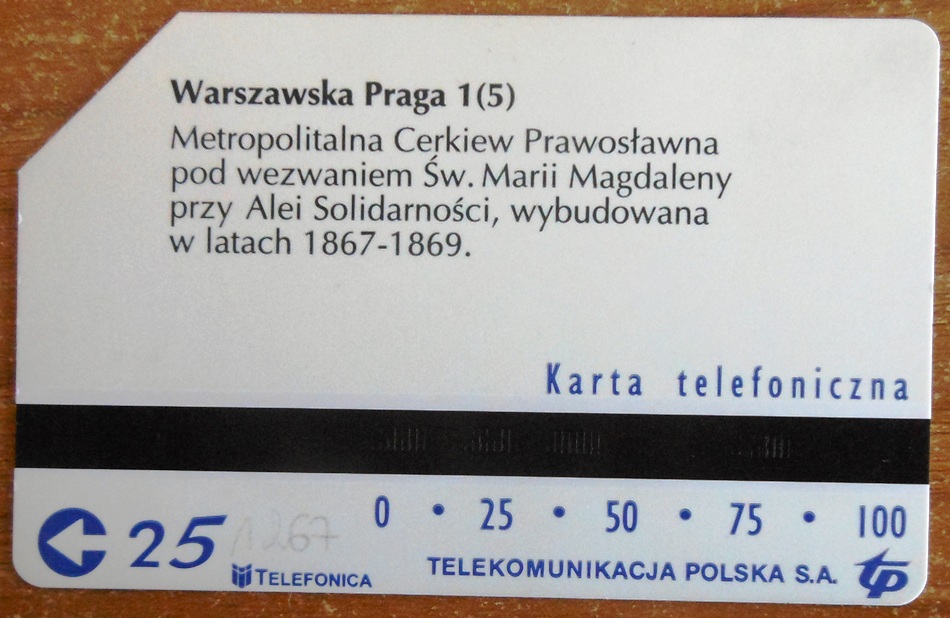 Warszawska Praga 1(5)
Metropolitalna Cerkiew Prawosławna
pod wezwaniem Św. Marii Magdaleny
przy Alei Solidarności, wybudowana
w latach 1867-1869.
Karta telefoniczna
0 • 25 • 50 • 75 • 100
25 1267
TELEFONICA
TELEKOMUNIKACJA POLSKA S.A. tp